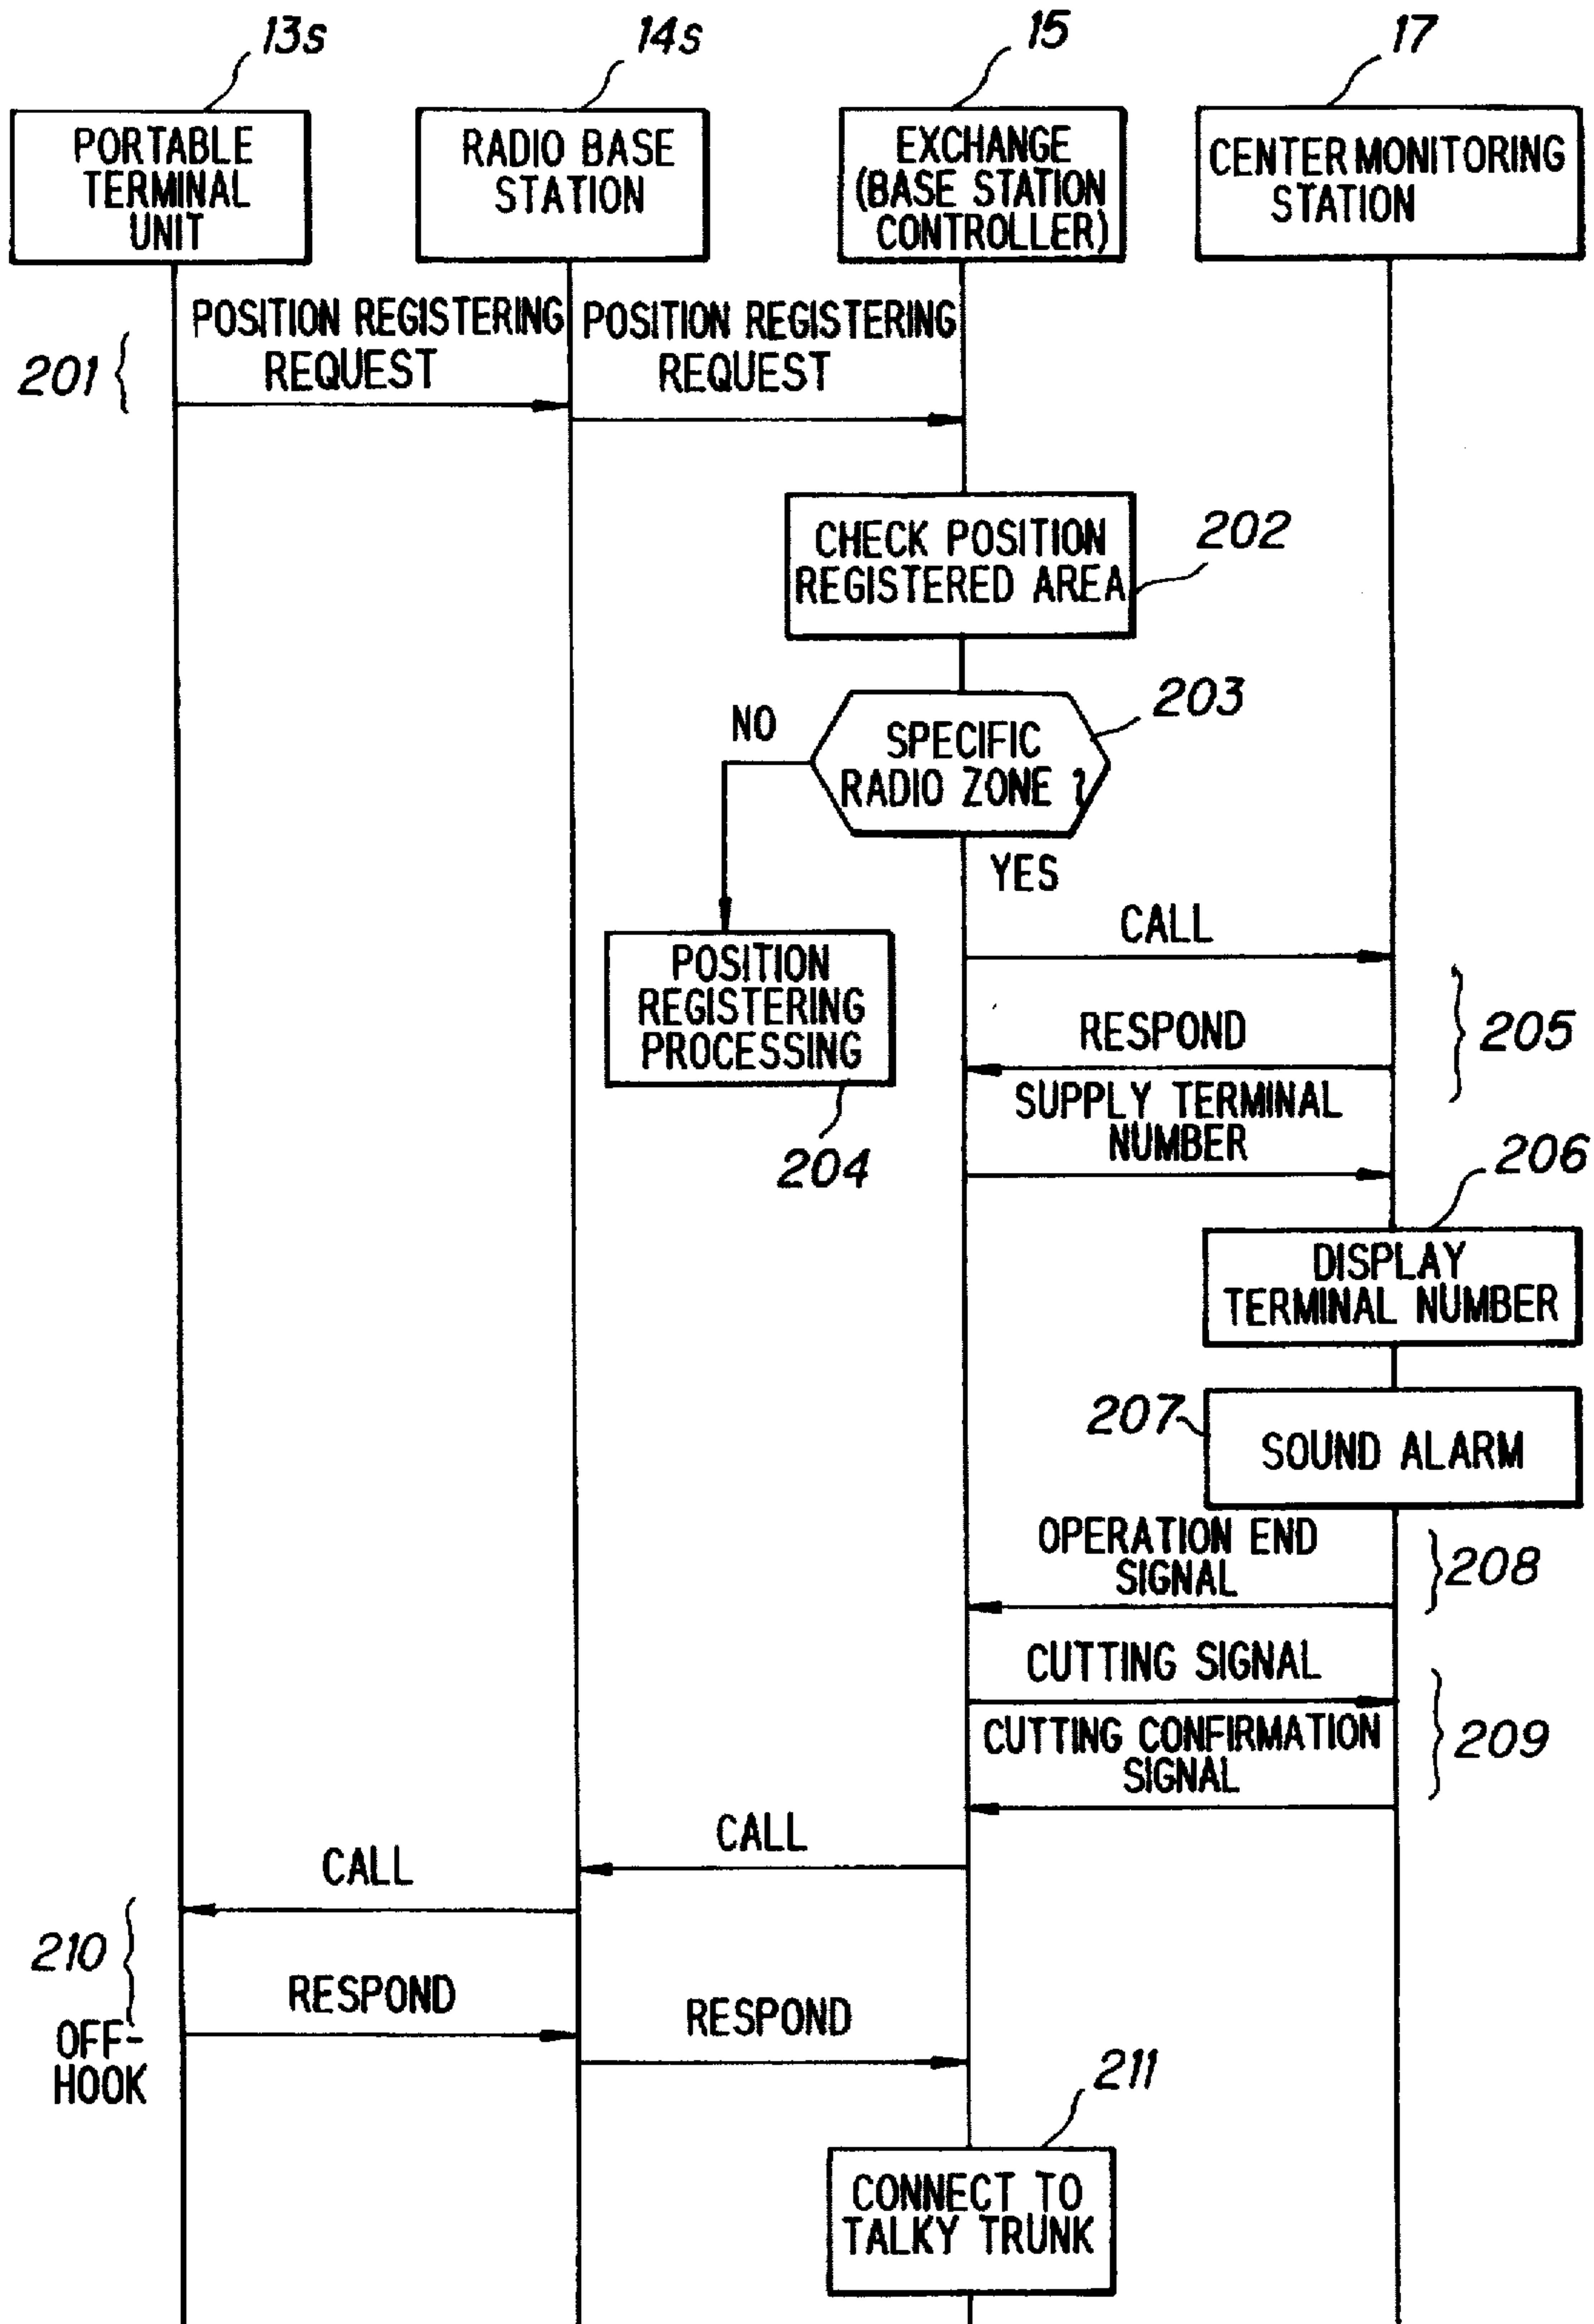 13s
14s
15
17
PORTABLE
TERMINAL
UNIT
RADIO BASE
STATION
EXCHANGE
(BASE STATION
CONTROLLER)
CENTER MONITORING
STATION
201
POSITION REGISTERING
REQUEST
POSITION REGISTERING
REQUEST
CHECK POSITION
REGISTERED AREA
202
NO
SPECIFIC
RADIO ZONE ?
203
YES
POSITION
REGISTERING
PROCESSING
204
CALL
RESPOND
205
SUPPLY TERMINAL
NUMBER
206
DISPLAY
TERMINAL NUMBER
207
SOUND ALARM
OPERATION END
SIGNAL
208
CUTTING SIGNAL
CUTTING CONFIRMATION
SIGNAL
209
CALL
CALL
210
RESPOND
RESPOND
OFF-
HOOK
211
CONNECT TO
TALKY TRUNK